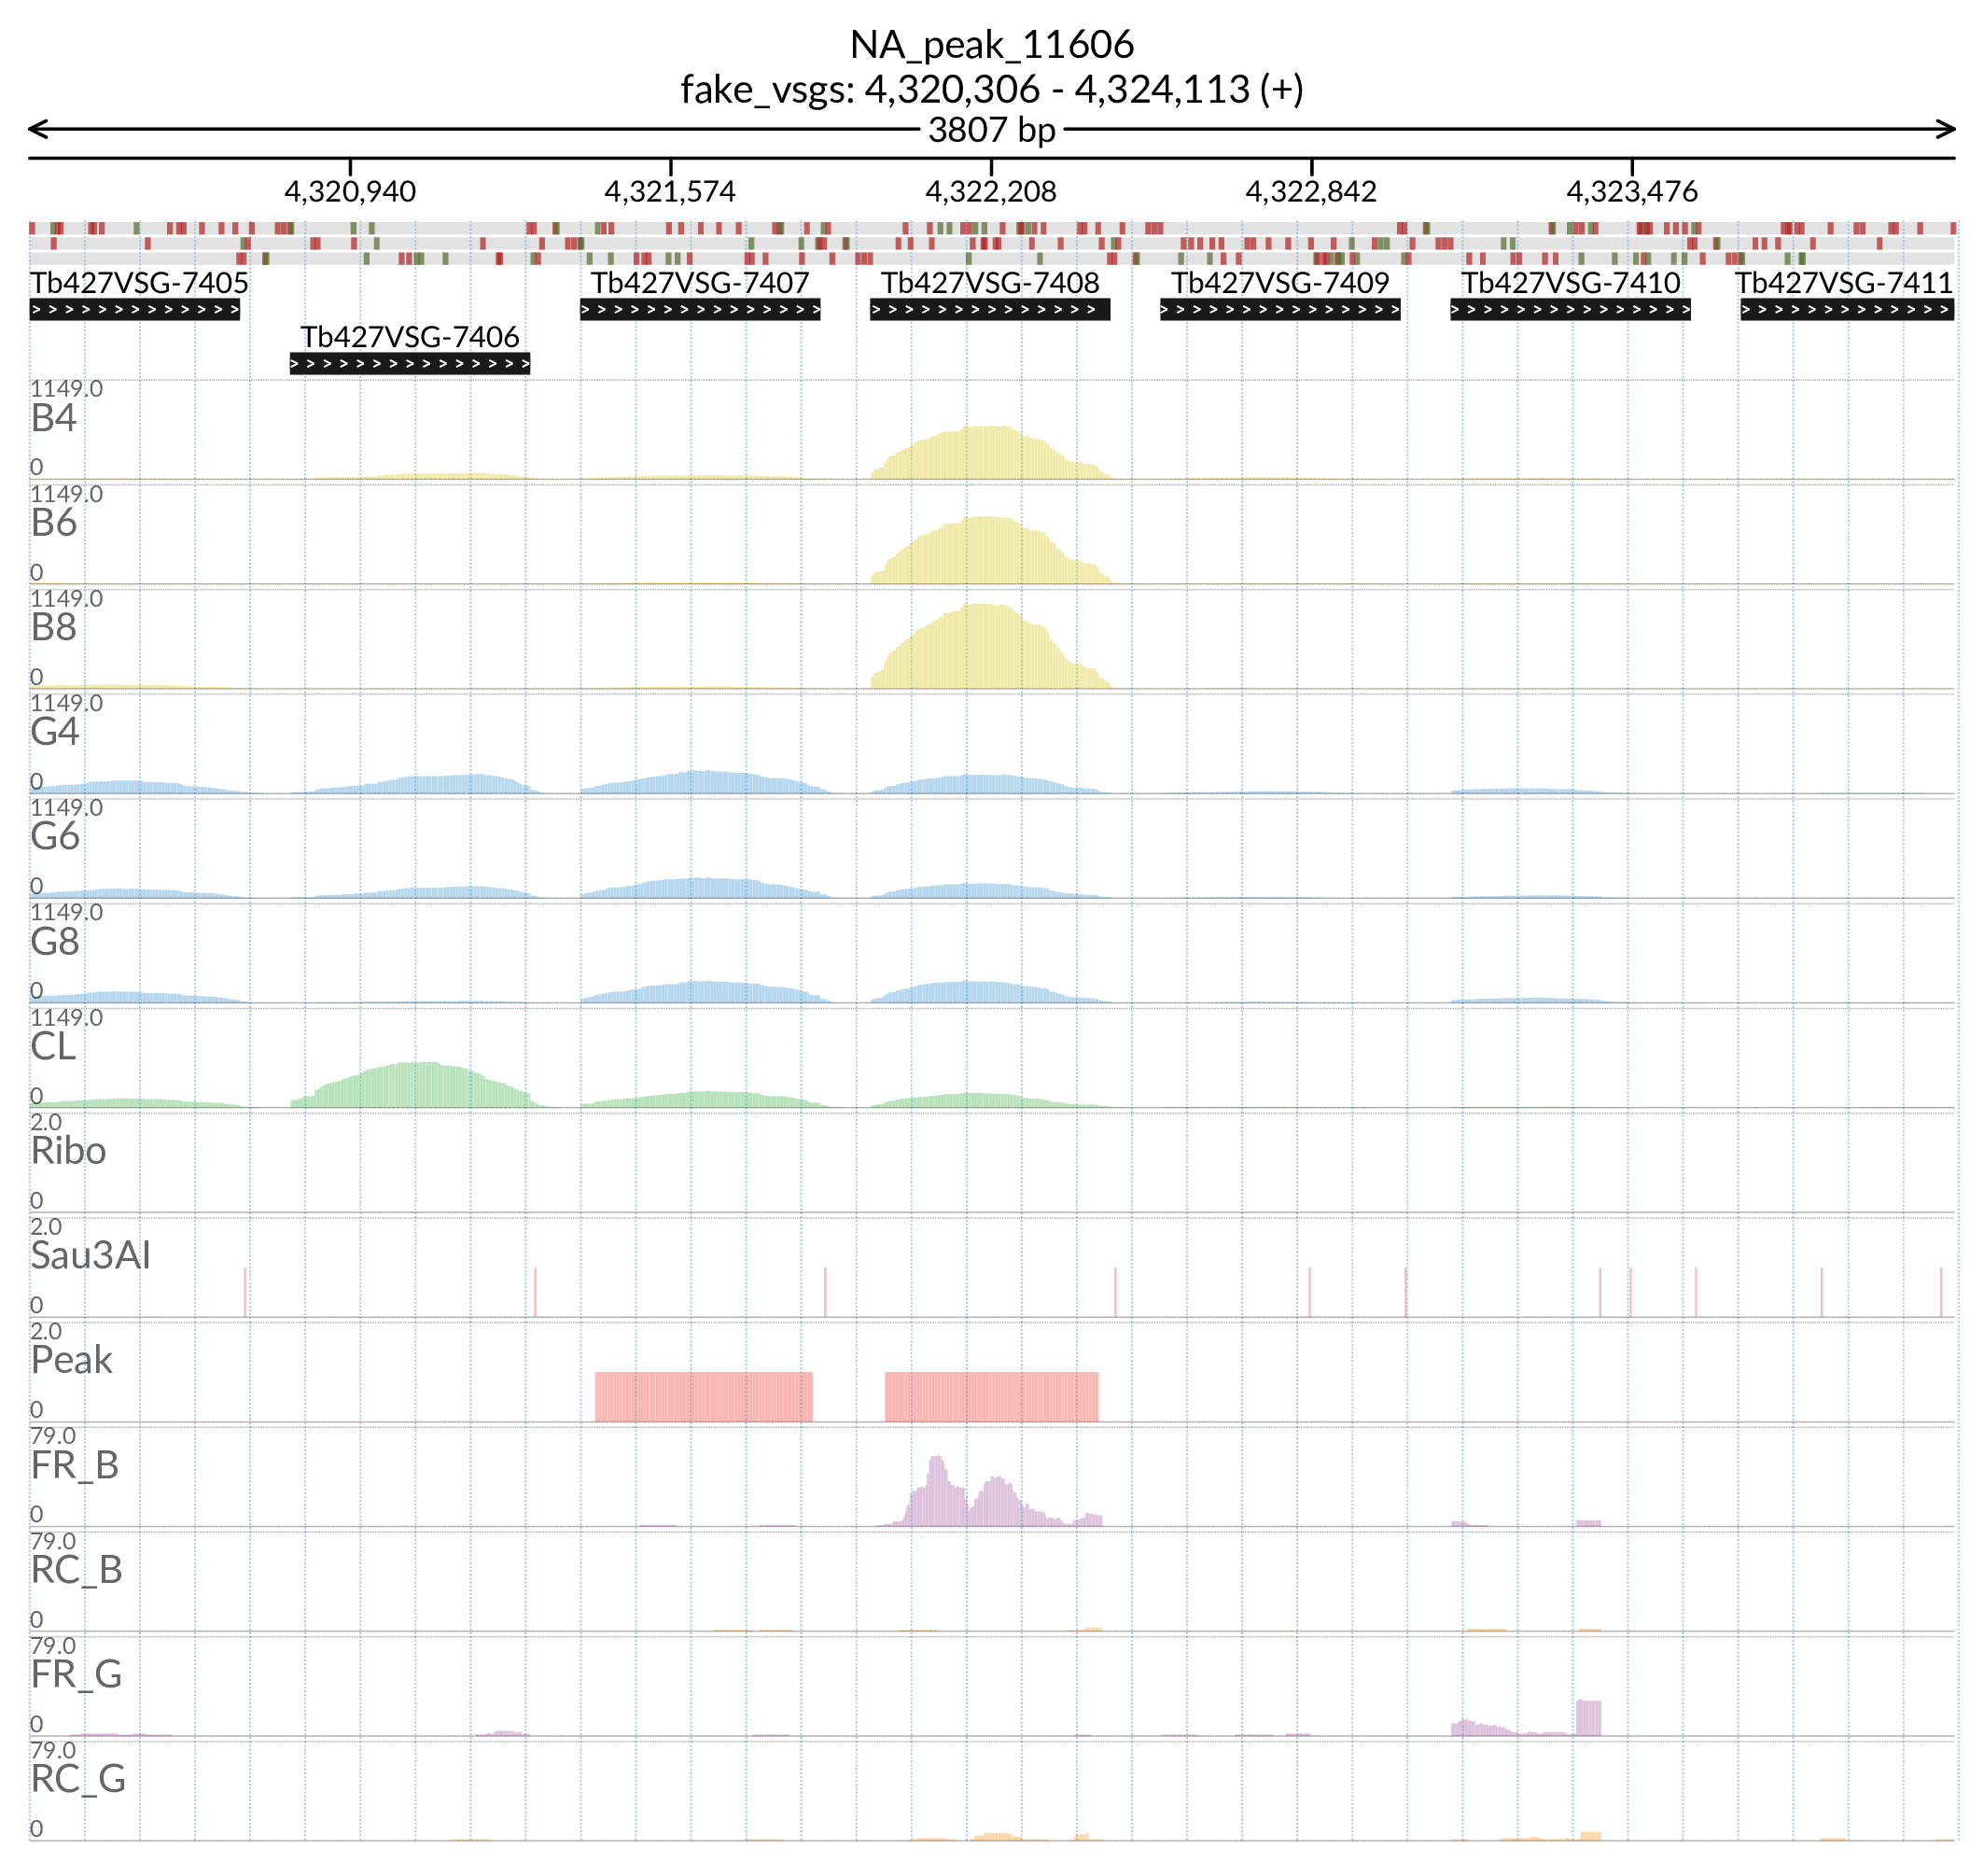 NA_peak_11606
fake_vsgs: 4,320,306 - 4,324,113 (+)
3807 bp
4,320,940 4,321,574 4,322,208 4,322,842 4,323,476
Tb427VSG-7405 Tb427VSG-7407 Tb427VSG-7408 Tb427VSG-7409 Tb427VSG-7410 Tb427VSG-7411
Tb427VSG-7406
1149.0
B4
0
1149.0
B6
0
1149.0
B8
0
1149.0
G4
0
1149.0
G6
0
1149.0
G8
0
1149.0
CL
0
2.0
Ribo
0
2.0
Sau3AI
0
2.0
Peak
0
79.0
FR_B
0
79.0
RC_B
0
79.0
FR_G
0
79.0
RC_G
0